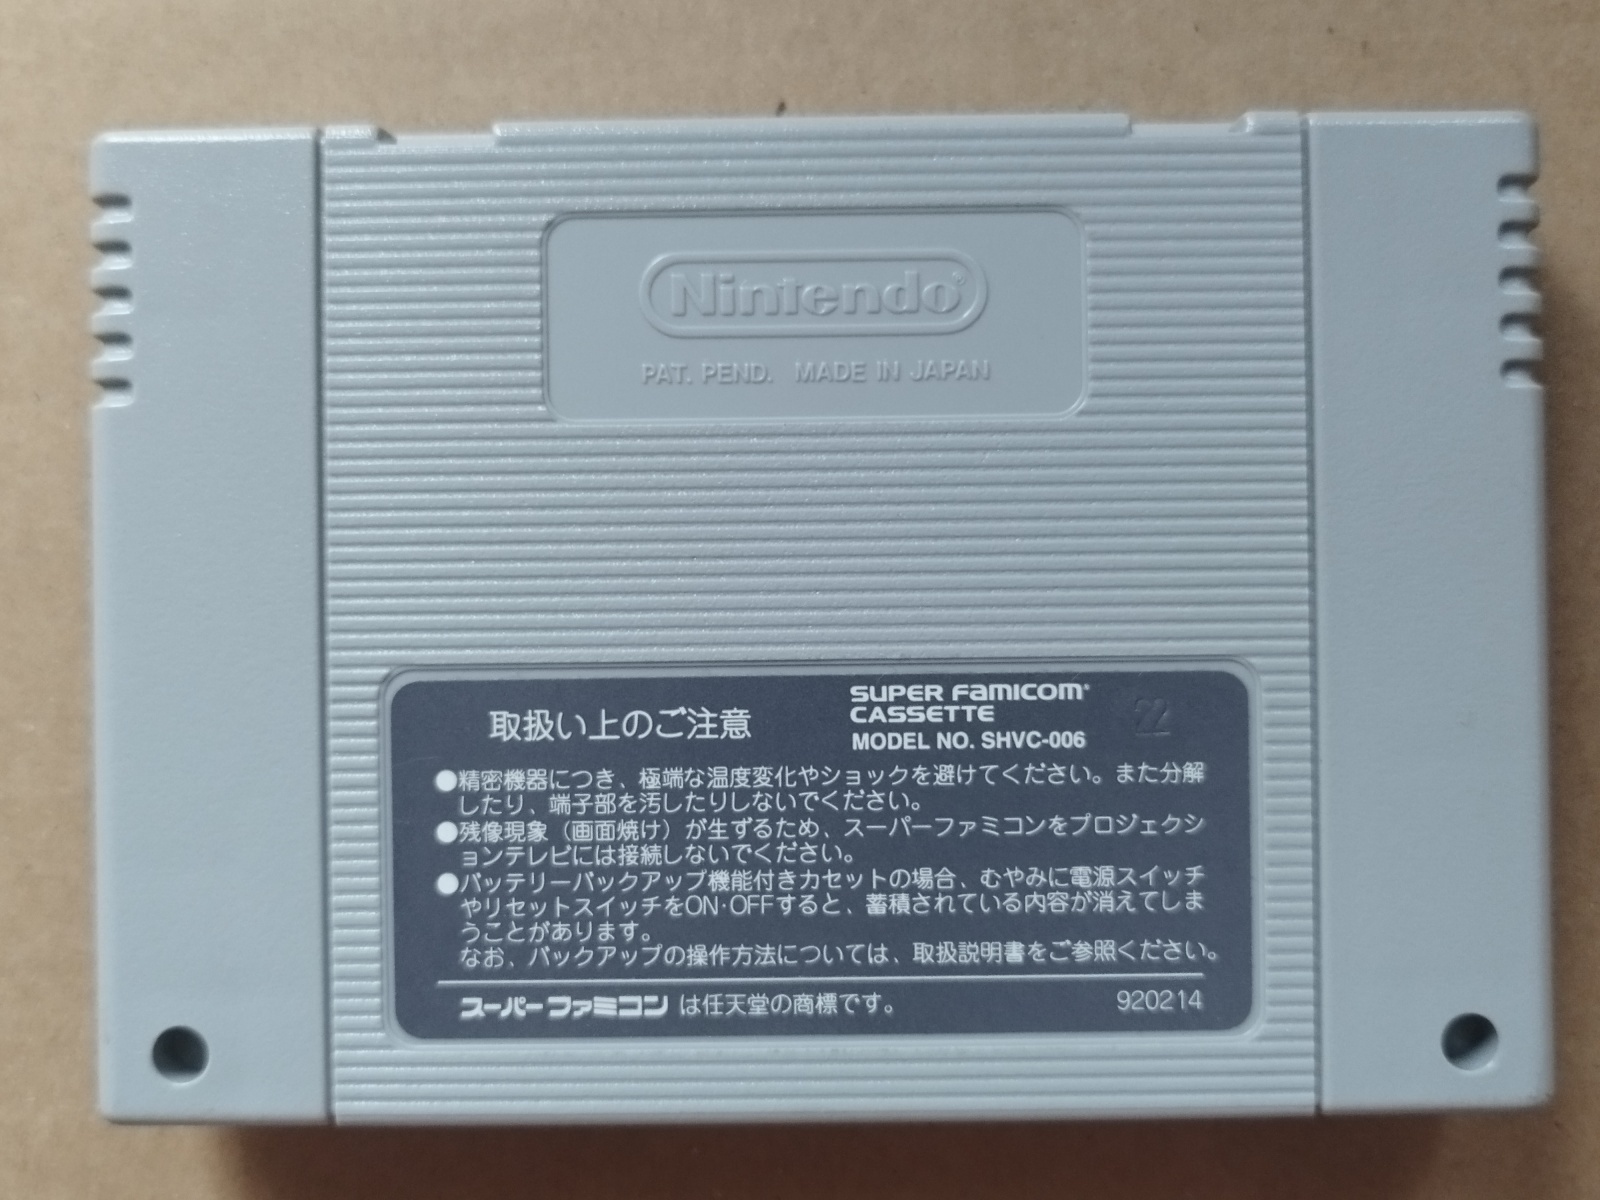 Nintendo®
PAT. PEND. MADE IN JAPAN
取扱い上のご注意
SUPER FAMICOM®
CASSETTE
MODEL NO. SHVC-006
22
●精密機器につき、極端な温度変化やショックを避けてください。また分解
したり、端子部を汚したりしないでください。
●残像現象（画面焼け）が生ずるため、スーパーファミコンをプロジェクシ
ョンテレビには接続しないでください。
●バッテリーバックアップ機能付きカセットの場合、むやみに電源スイッチ
やリセットスイッチをON·OFFすると、蓄積されている内容が消えてしま
うことがあります。
なお、バックアップの操作方法については、取扱説明書をご参照ください。
スーパーファミコンは任天堂の商標です。
920214